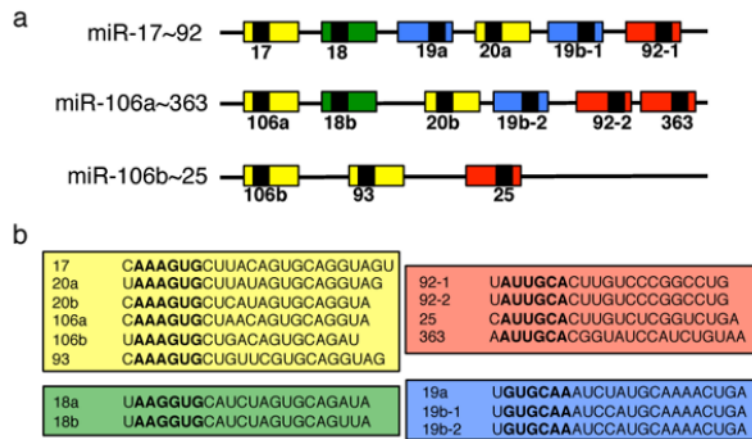 a
miR-17~92
17 18 19a 20a 19b-1 92-1
miR-106a~363
106a 18b 20b 19b-2 92-2 363
miR-106b~25
106b 93 25
b
17 CAAAGUGCUUACAGUGCAGGUAGU
20a UAAAGUGCUUAUAGUGCAGGUAG
20b CAAAGUGCUCAUAGUGCAGGUA
106a CAAAGUGCUAACAGUGCAGGUA
106b UAAAGUGCUGACAGUGCAGAU
93 CAAAGUGCUGUUCGUGCAGGUAG
92-1 UAUUGCACUUGUCCCGGCCUG
92-2 UAUUGCACUUGUCCCGGCCUG
25 CAUUGCACUUGUCUCGGUCUGA
363 AAUUGCACGGUAUCCAUCUGUAA
18a UAAGGUGCAUCUAGUGCAGAUA
18b UAAGGUGCAUCUAGUGCAGUUA
19a UGUGCAAAUCUAUGCAAAACUGA
19b-1 UGUGCAAAUCCAUGCAAAACUGA
19b-2 UGUGCAAAUCCAUGCAAAACUGA